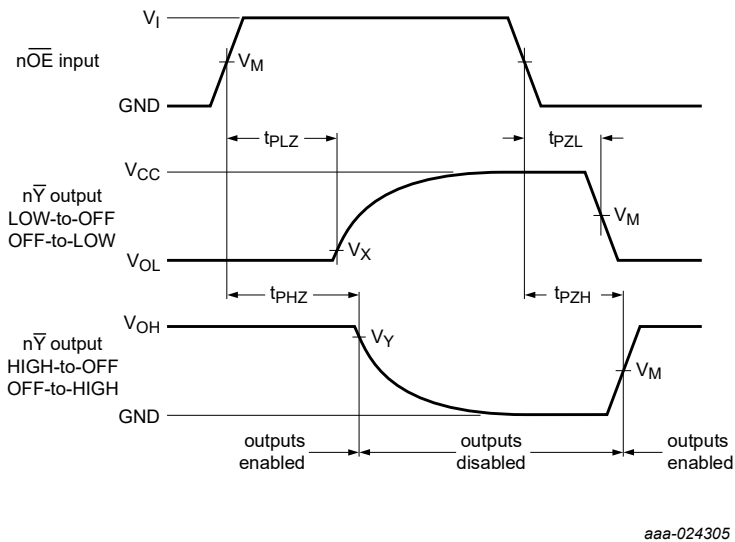 V_I
nO̅E̅ input
V_M
GND
t_PLZ
t_PZL
V_CC
nY̅ output
LOW-to-OFF
OFF-to-LOW
V_M
V_X
V_OL
t_PHZ
t_PZH
V_OH
nY̅ output
HIGH-to-OFF
OFF-to-HIGH
V_Y
V_M
GND
outputs
enabled
outputs
disabled
outputs
enabled
aaa-024305